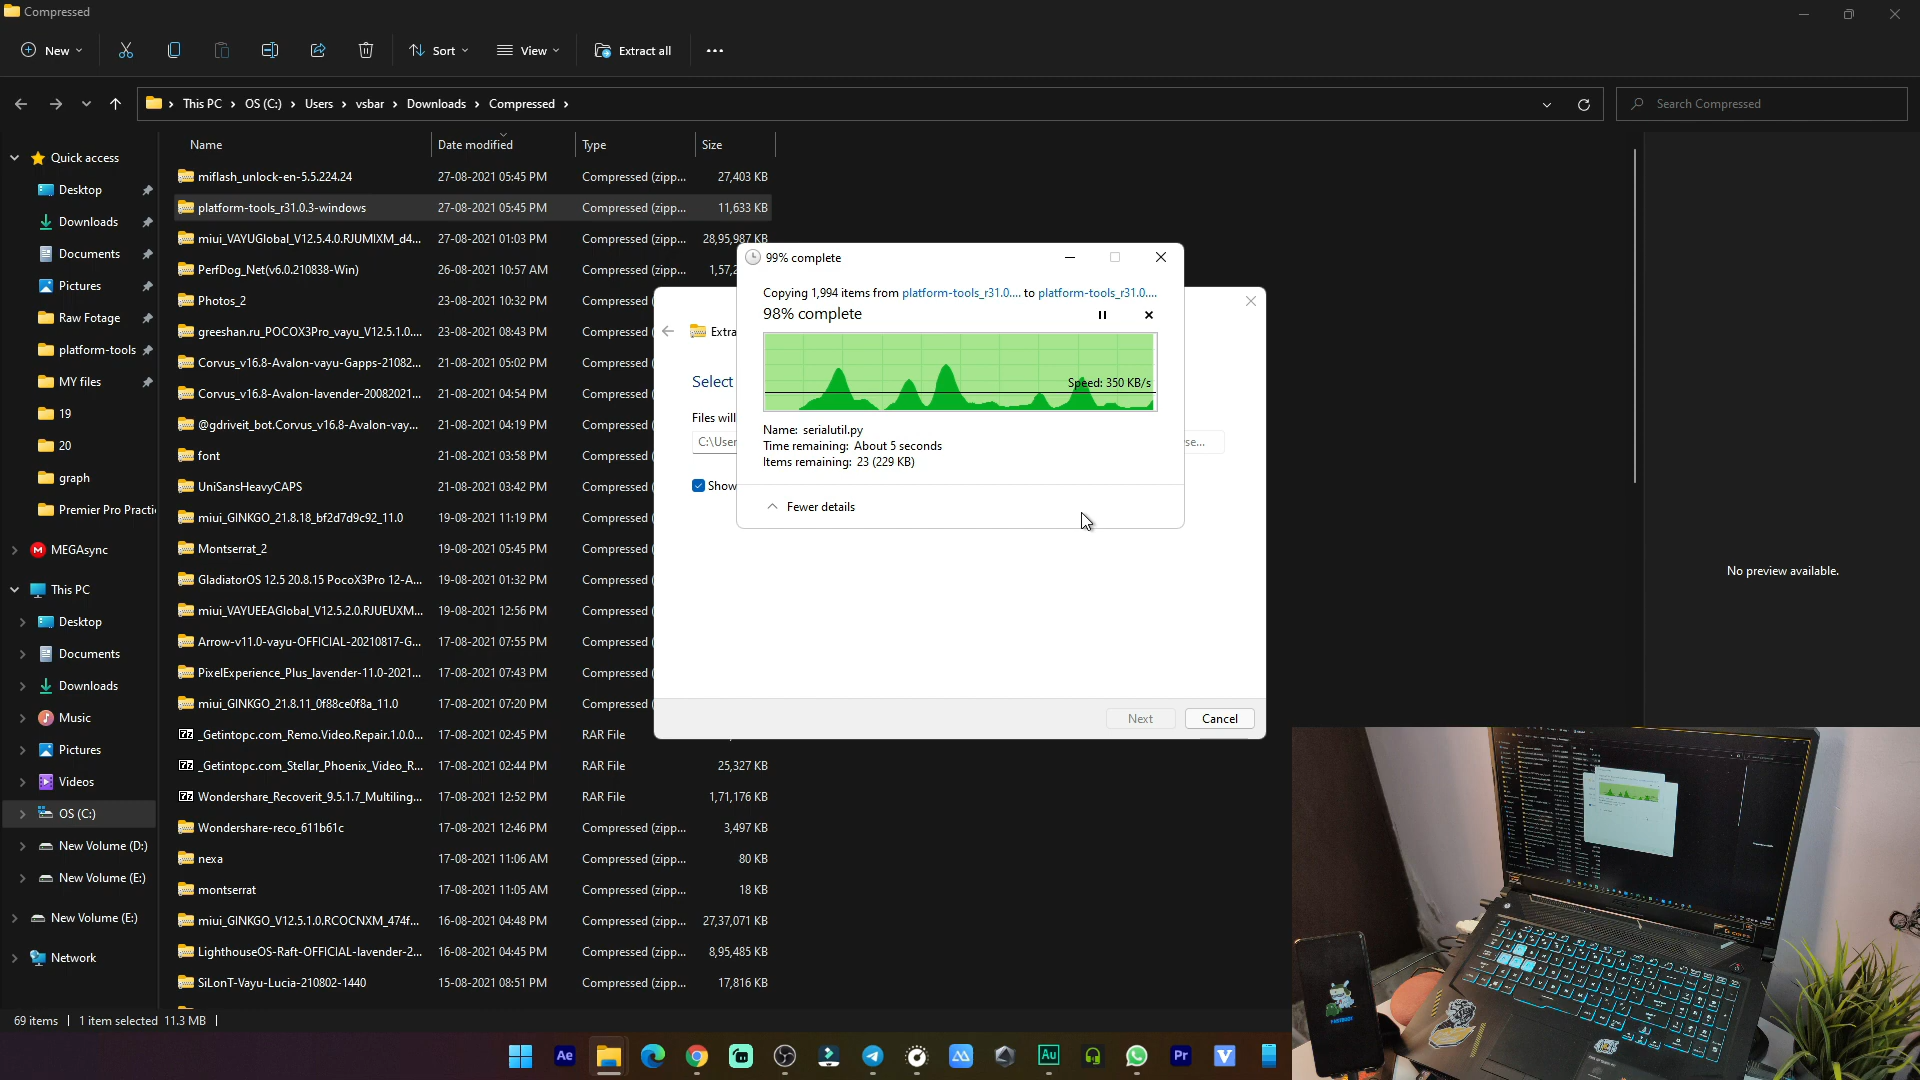 Compressed
New
Sort
View
Extract all
This PC
OS (C:)
Users
vsbar
Downloads
Compressed
Search Compressed
Name
Date modified
Type
Size
Quick access
Desktop
Downloads
Documents
Pictures
Raw Fotage
platform-tools
MY files
19
20
graph
Premier Pro Practi
MEGAsync
This PC
Desktop
Documents
Downloads
Music
Pictures
Videos
OS (C:)
New Volume (D:)
New Volume (E:)
New Volume (E:)
Network
miflash_unlock-en-5.5.224.24 27-08-2021 05:45 PM Compressed (zipp... 27,403 KB
platform-tools_r31.0.3-windows 27-08-2021 05:45 PM Compressed (zipp... 11,633 KB
miui_VAYUGlobal_V12.5.4.0.RJUMIXM_d4... 27-08-2021 01:03 PM Compressed (zipp... 28,95,987 KB
PerfDog_Net(v6.0.210838-Win) 26-08-2021 10:57 AM Compressed (zipp... 1,57,2
Photos_2 23-08-2021 10:32 PM Compressed
greeshan.ru_POCOX3Pro_vayu_V12.5.1.0.... 23-08-2021 08:43 PM Compressed
Corvus_v16.8-Avalon-vayu-Gapps-21082... 21-08-2021 05:02 PM Compressed
Corvus_v16.8-Avalon-lavender-20082021... 21-08-2021 04:54 PM Compressed
@gdriveit_bot.Corvus_v16.8-Avalon-vay... 21-08-2021 04:19 PM Compressed
font 21-08-2021 03:58 PM Compressed
UniSansHeavyCAPS 21-08-2021 03:42 PM Compressed
miui_GINKGO_21.8.18_bf2d7d9c92_11.0 19-08-2021 11:19 PM Compressed
Montserrat_2 19-08-2021 05:45 PM Compressed
GladiatorOS 12.5 20.8.15 PocoX3Pro 12-A... 19-08-2021 01:32 PM Compressed
miui_VAYUEEAGlobal_V12.5.2.0.RJUEUXM... 19-08-2021 12:56 PM Compressed
Arrow-v11.0-vayu-OFFICIAL-20210817-G... 17-08-2021 07:55 PM Compressed
PixelExperience_Plus_lavender-11.0-2021... 17-08-2021 07:43 PM Compressed
miui_GINKGO_21.8.11_0f88ce0f8a_11.0 17-08-2021 07:20 PM Compressed
_Getintopc.com_Remo.Video.Repair.1.0.0... 17-08-2021 02:45 PM RAR File
_Getintopc.com_Stellar_Phoenix_Video_R... 17-08-2021 02:44 PM RAR File 25,327 KB
Wondershare_Recoverit_9.5.1.7_Multiling... 17-08-2021 12:52 PM RAR File 1,71,176 KB
Wondershare-reco_611b61c 17-08-2021 12:46 PM Compressed (zipp... 3,497 KB
nexa 17-08-2021 11:06 AM Compressed (zipp... 80 KB
montserrat 17-08-2021 11:05 AM Compressed (zipp... 18 KB
miui_GINKGO_V12.5.1.0.RCOCNXM_474f... 16-08-2021 04:48 PM Compressed (zipp... 27,37,071 KB
LighthouseOS-Raft-OFFICIAL-lavender-2... 16-08-2021 04:45 PM Compressed (zipp... 8,95,485 KB
SiLonT-Vayu-Lucia-210802-1440 15-08-2021 08:51 PM Compressed (zipp... 17,816 KB
Extra
Select
Files will
C:\User
se...
Show
Next
Cancel
99% complete
Copying 1,994 items from platform-tools_r31.0.... to platform-tools_r31.0....
98% complete
Speed: 350 KB/s
Name: serialutil.py
Time remaining: About 5 seconds
Items remaining: 23 (229 KB)
Fewer details
No preview available.
69 items
1 item selected 11.3 MB
Ae
Au
Pr
V
FASTBOOT